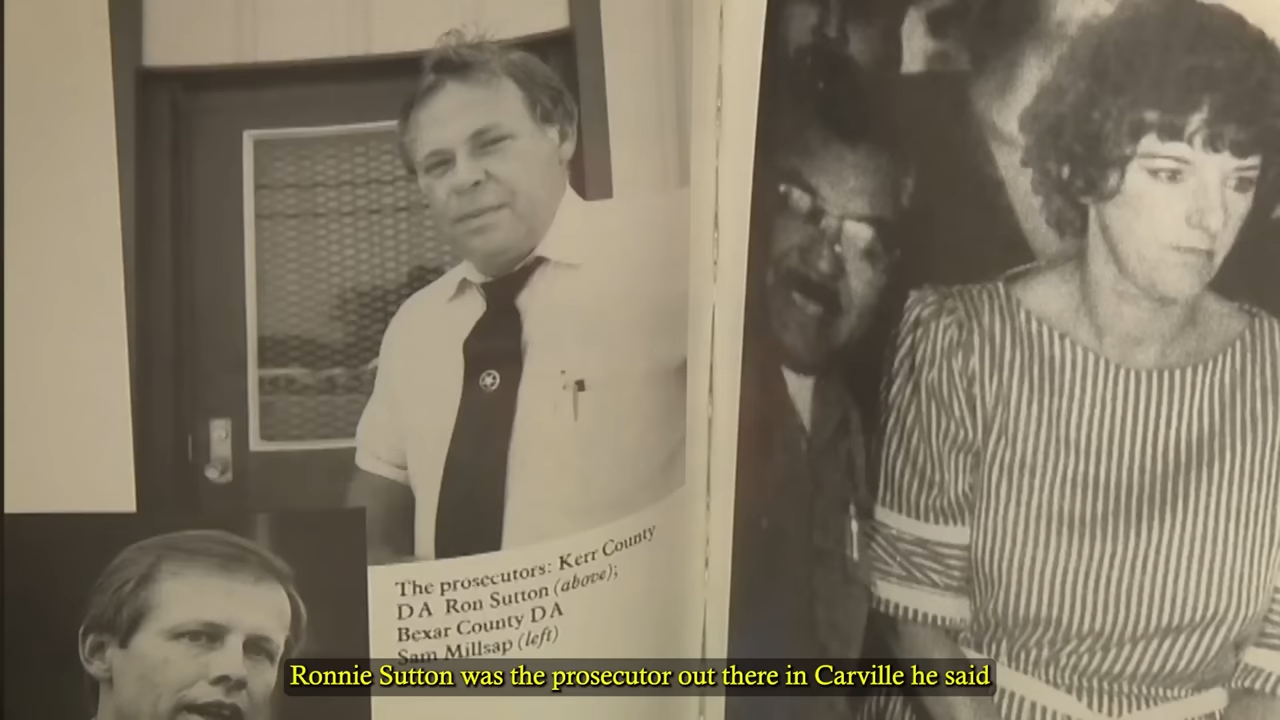 The prosecutors: Kerr County
DA Ron Sutton (above);
Bexar County DA
Sam Millsap (left)
Ronnie Sutton was the prosecutor out there in Carville he said